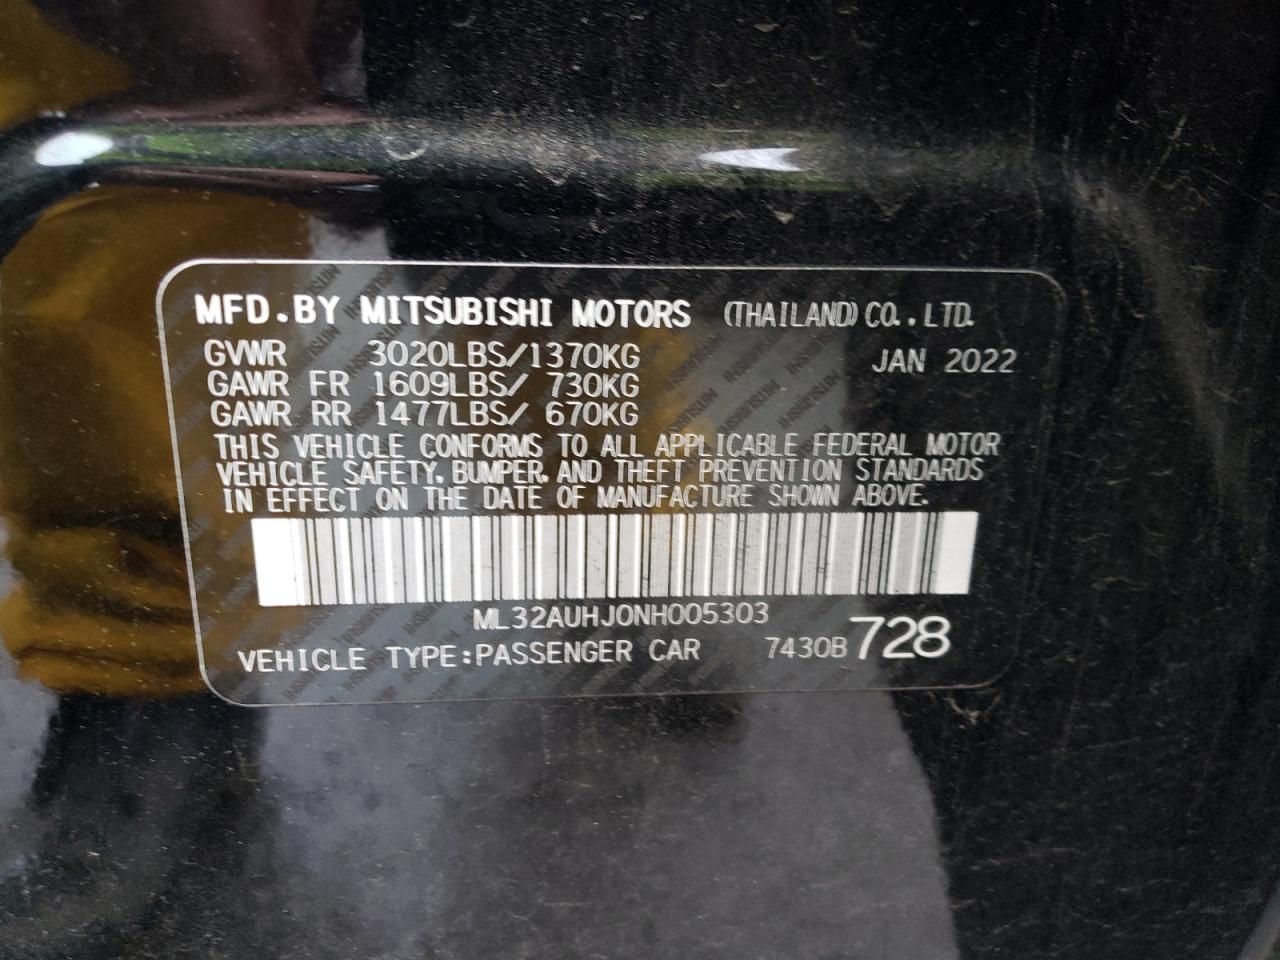 MFD.BY MITSUBISHI MOTORS (THAILAND) CO.,LTD.
GVWR 3020LBS/1370KG JAN 2022
GAWR FR 1609LBS/ 730KG
GAWR RR 1477LBS/ 670KG
THIS VEHICLE CONFORMS TO ALL APPLICABLE FEDERAL MOTOR
VEHICLE SAFETY, BUMPER, AND THEFT PREVENTION STANDARDS
IN EFFECT ON THE DATE OF MANUFACTURE SHOWN ABOVE.
ML32AUHJ0NH005303
VEHICLE TYPE:PASSENGER CAR 7430B 728